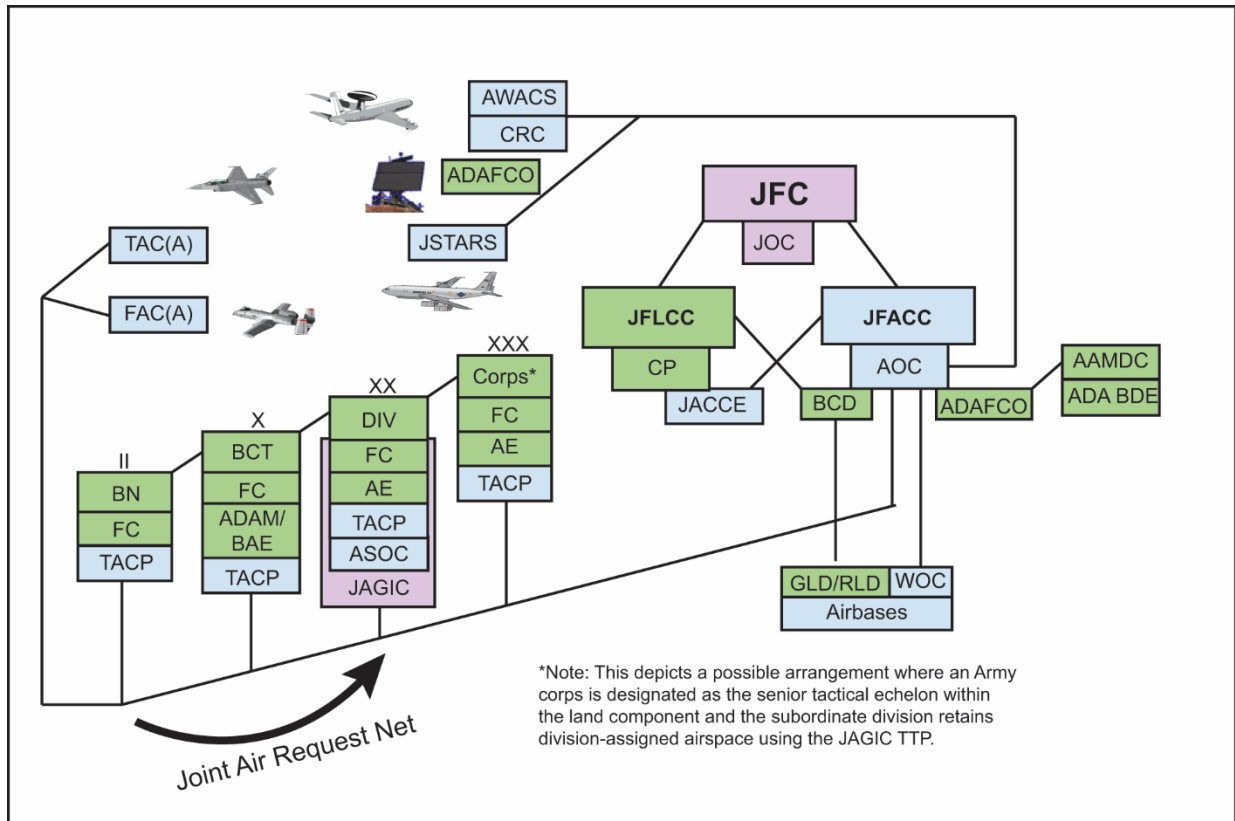 AWACS
CRC
ADAFCO
JFC
JOC
TAC(A)
JSTARS
FAC(A)
JFLCC
JFACC
CP
AOC
JACCE
BCD
ADAFCO
AAMDC
ADA BDE
XXX
Corps*
FC
AE
TACP
XX
DIV
FC
AE
TACP
ASOC
JAGIC
X
BCT
FC
ADAM/
BAE
TACP
II
BN
FC
TACP
GLD/RLD
WOC
Airbases
Joint Air Request Net
*Note: This depicts a possible arrangement where an Army
corps is designated as the senior tactical echelon within
the land component and the subordinate division retains
division-assigned airspace using the JAGIC TTP.